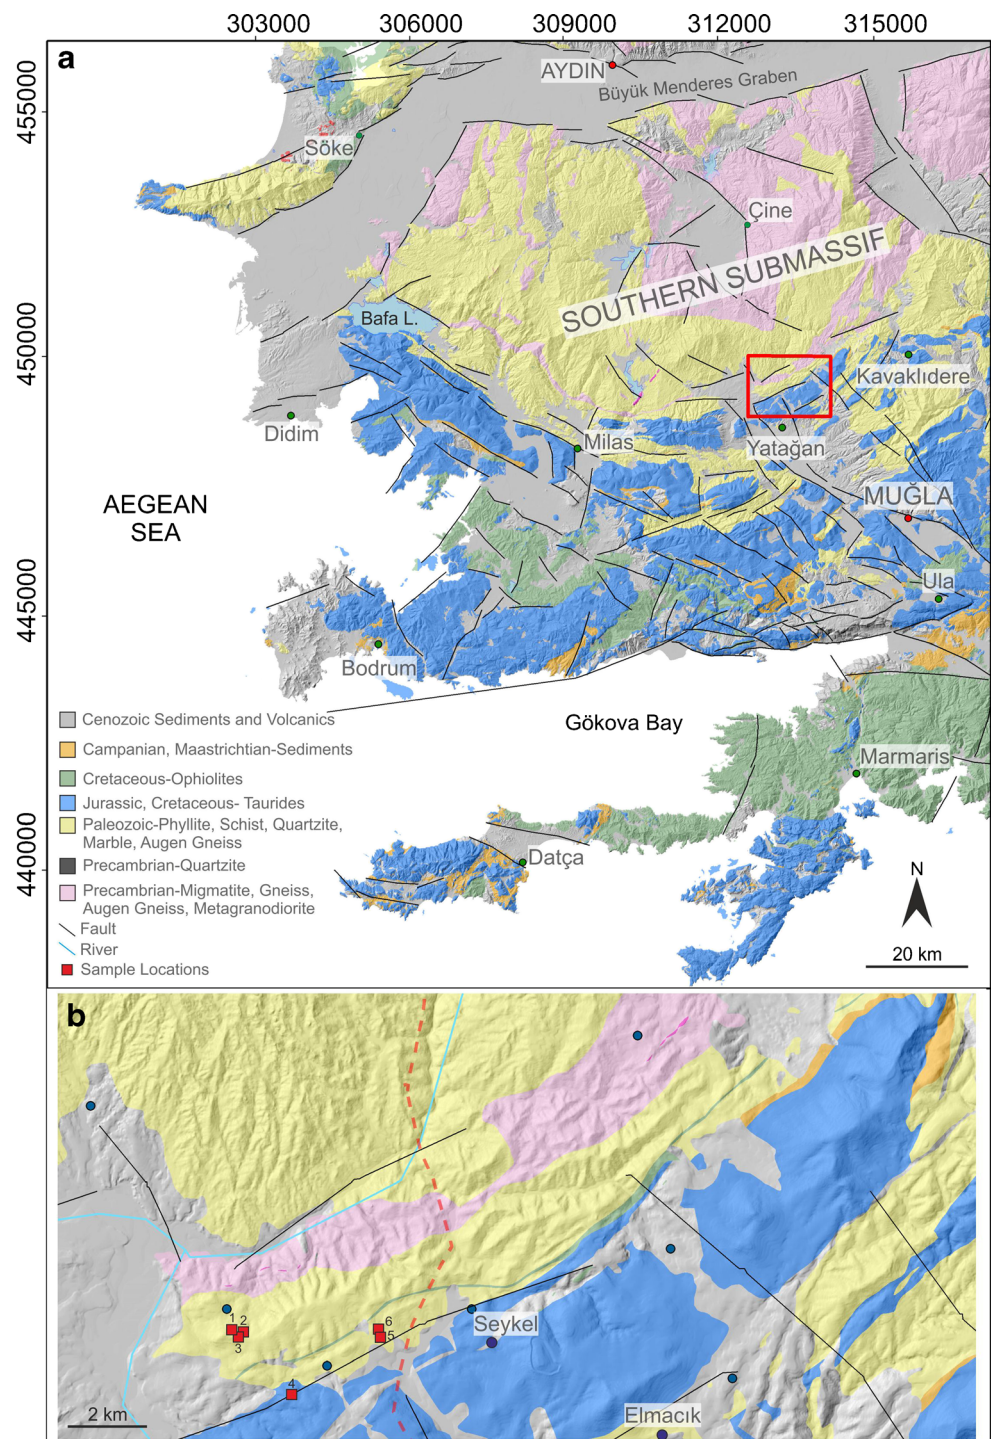 303000 306000 309000 312000 315000
a
AYDIN
Büyük Menderes Graben
455000
Söke
Çine
SOUTHERN SUBMASSIF
Bafa L.
450000
Kavaklıdere
Didim
Milas
Yatağan
AEGEAN
SEA
MUĞLA
Ula
445000
Bodrum
Gökova Bay
Cenozoic Sediments and Volcanics
Campanian, Maastrichtian-Sediments
Cretaceous-Ophiolites
Jurassic, Cretaceous- Taurides
Paleozoic-Phyllite, Schist, Quartzite,
Marble, Augen Gneiss
Precambrian-Quartzite
Precambrian-Migmatite, Gneiss,
Augen Gneiss, Metagranodiorite
Fault
River
Sample Locations
Marmaris
440000
Datça
N
20 km
b
1 2
3
6
5
Seykel
4
2 km
Elmacık